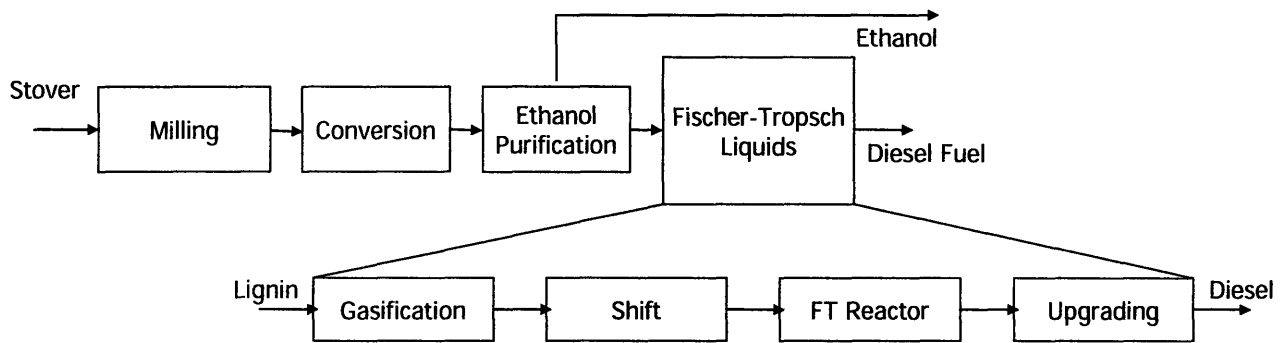 Ethanol
Stover
Milling
Conversion
Ethanol
Purification
Fischer-Tropsch
Liquids
Diesel Fuel
Lignin
Gasification
Shift
FT Reactor
Upgrading
Diesel